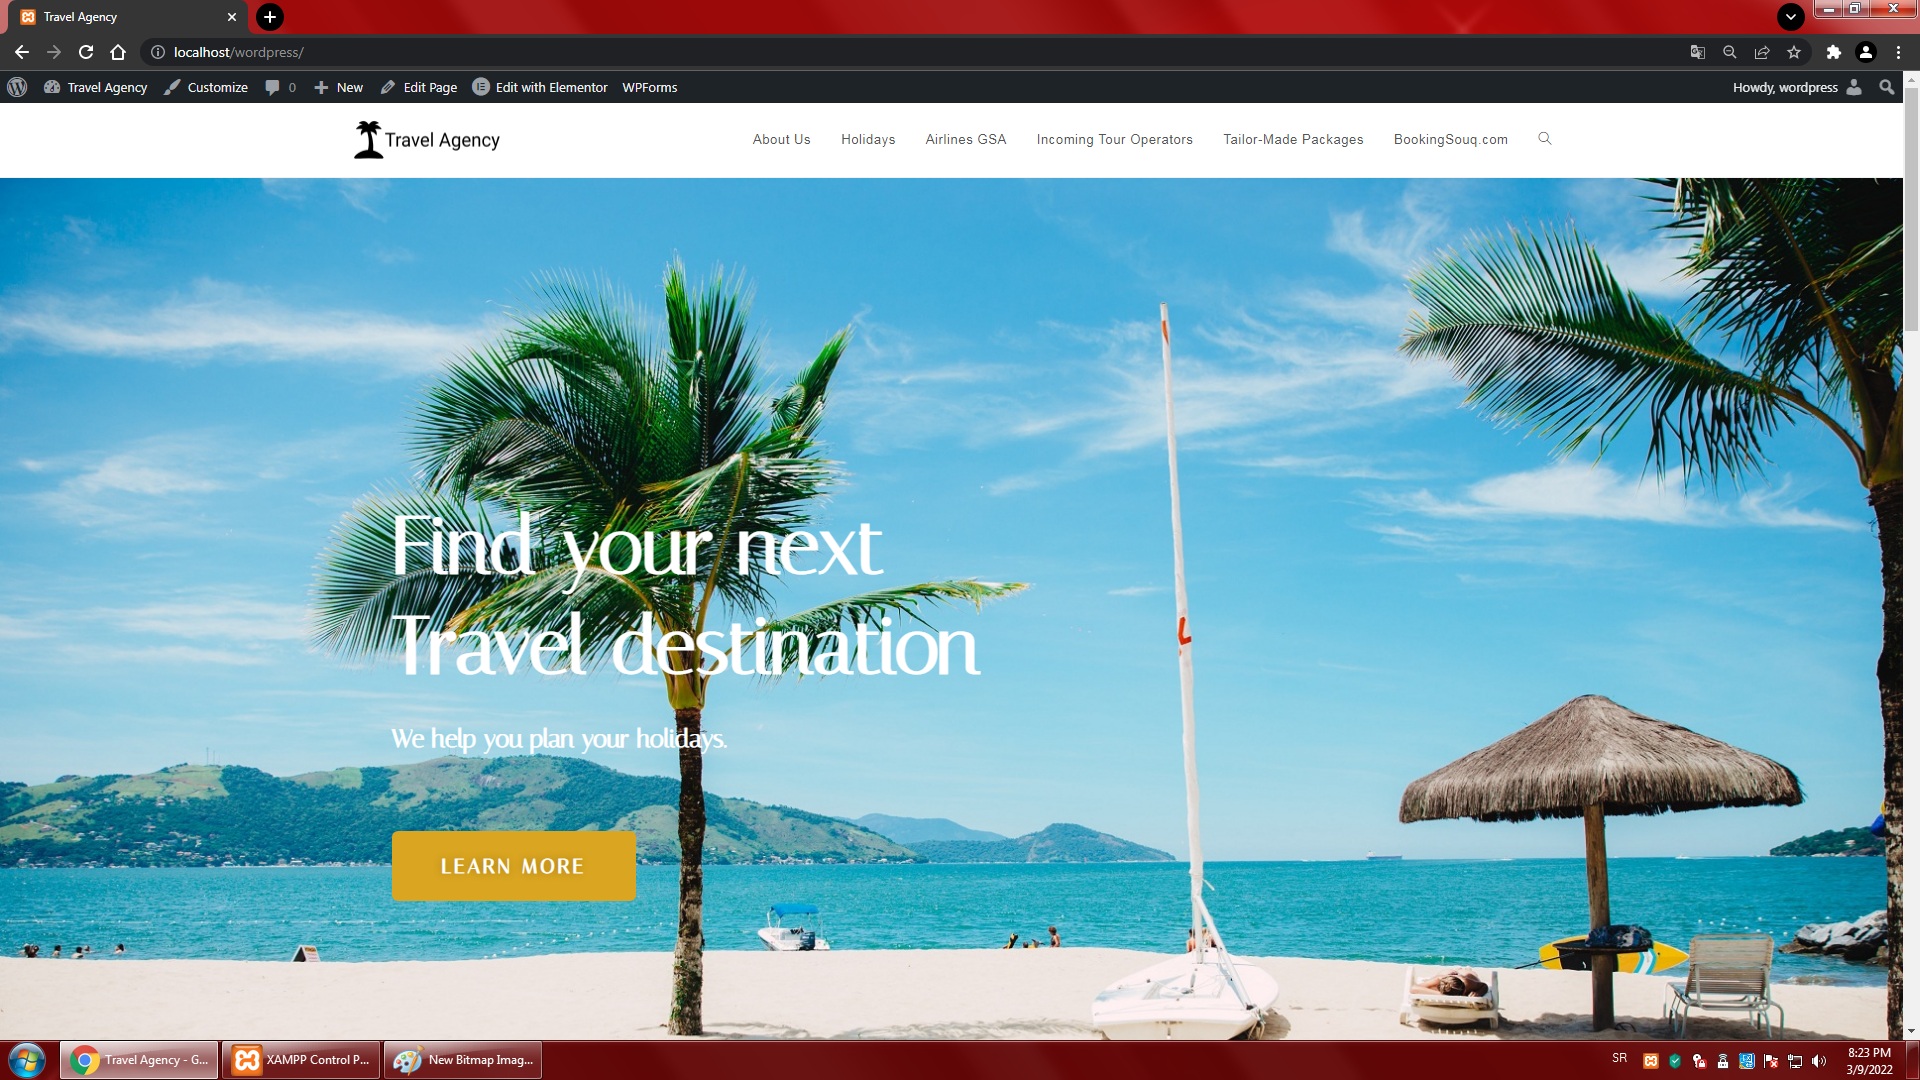 Travel Agency
localhost/wordpress/
Travel Agency Customize 0 New Edit Page Edit with Elementor WPForms Howdy, wordpress
Travel Agency About Us Holidays Airlines GSA Incoming Tour Operators Tailor-Made Packages BookingSouq.com
Find your next
Travel destination
We help you plan your holidays.
LEARN MORE
Travel Agency - G... XAMPP Control P... New Bitmap Imag... SR 8:23 PM
3/9/2022